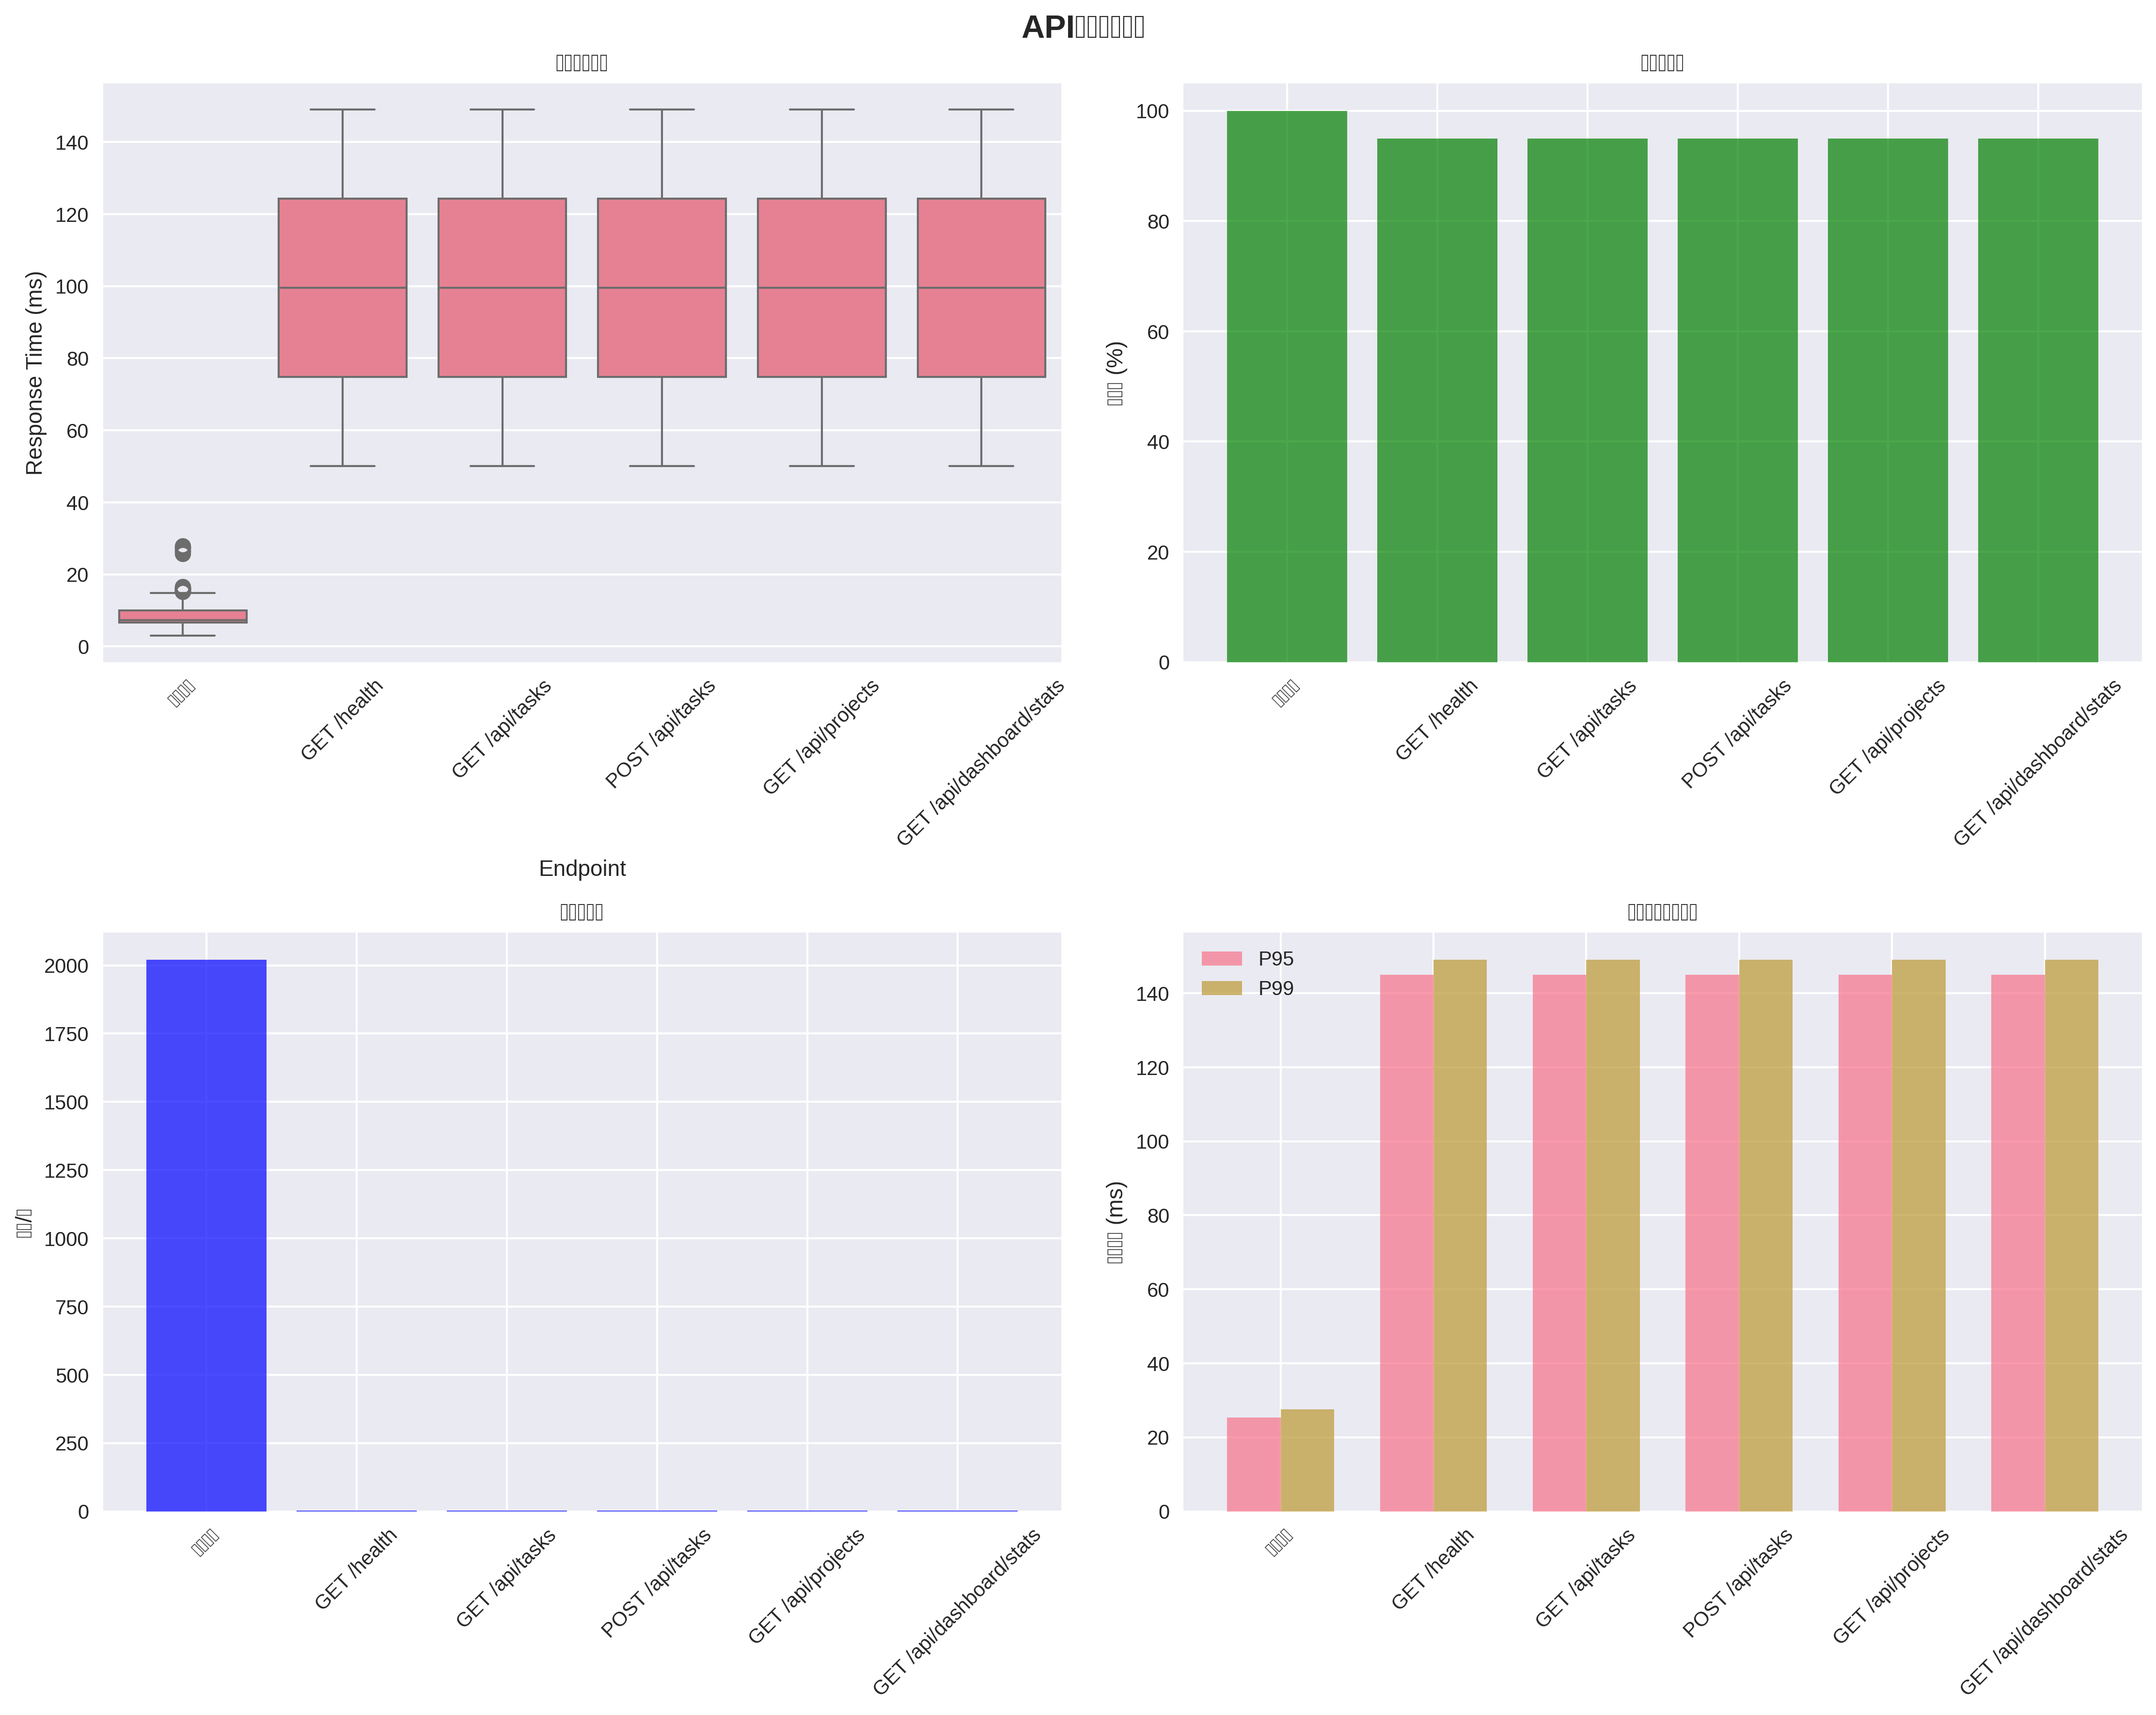 API
Response Time (ms)
140
120
100
80
60
40
20
0
GET /health
GET /api/tasks
POST /api/tasks
GET /api/projects
GET /api/dashboard/stats
Endpoint
(%)
100
80
60
40
20
0
GET /health
GET /api/tasks
POST /api/tasks
GET /api/projects
GET /api/dashboard/stats
/
2000
1750
1500
1250
1000
750
500
250
0
GET /health
GET /api/tasks
POST /api/tasks
GET /api/projects
GET /api/dashboard/stats
P95
P99
(ms)
140
120
100
80
60
40
20
0
GET /health
GET /api/tasks
POST /api/tasks
GET /api/projects
GET /api/dashboard/stats